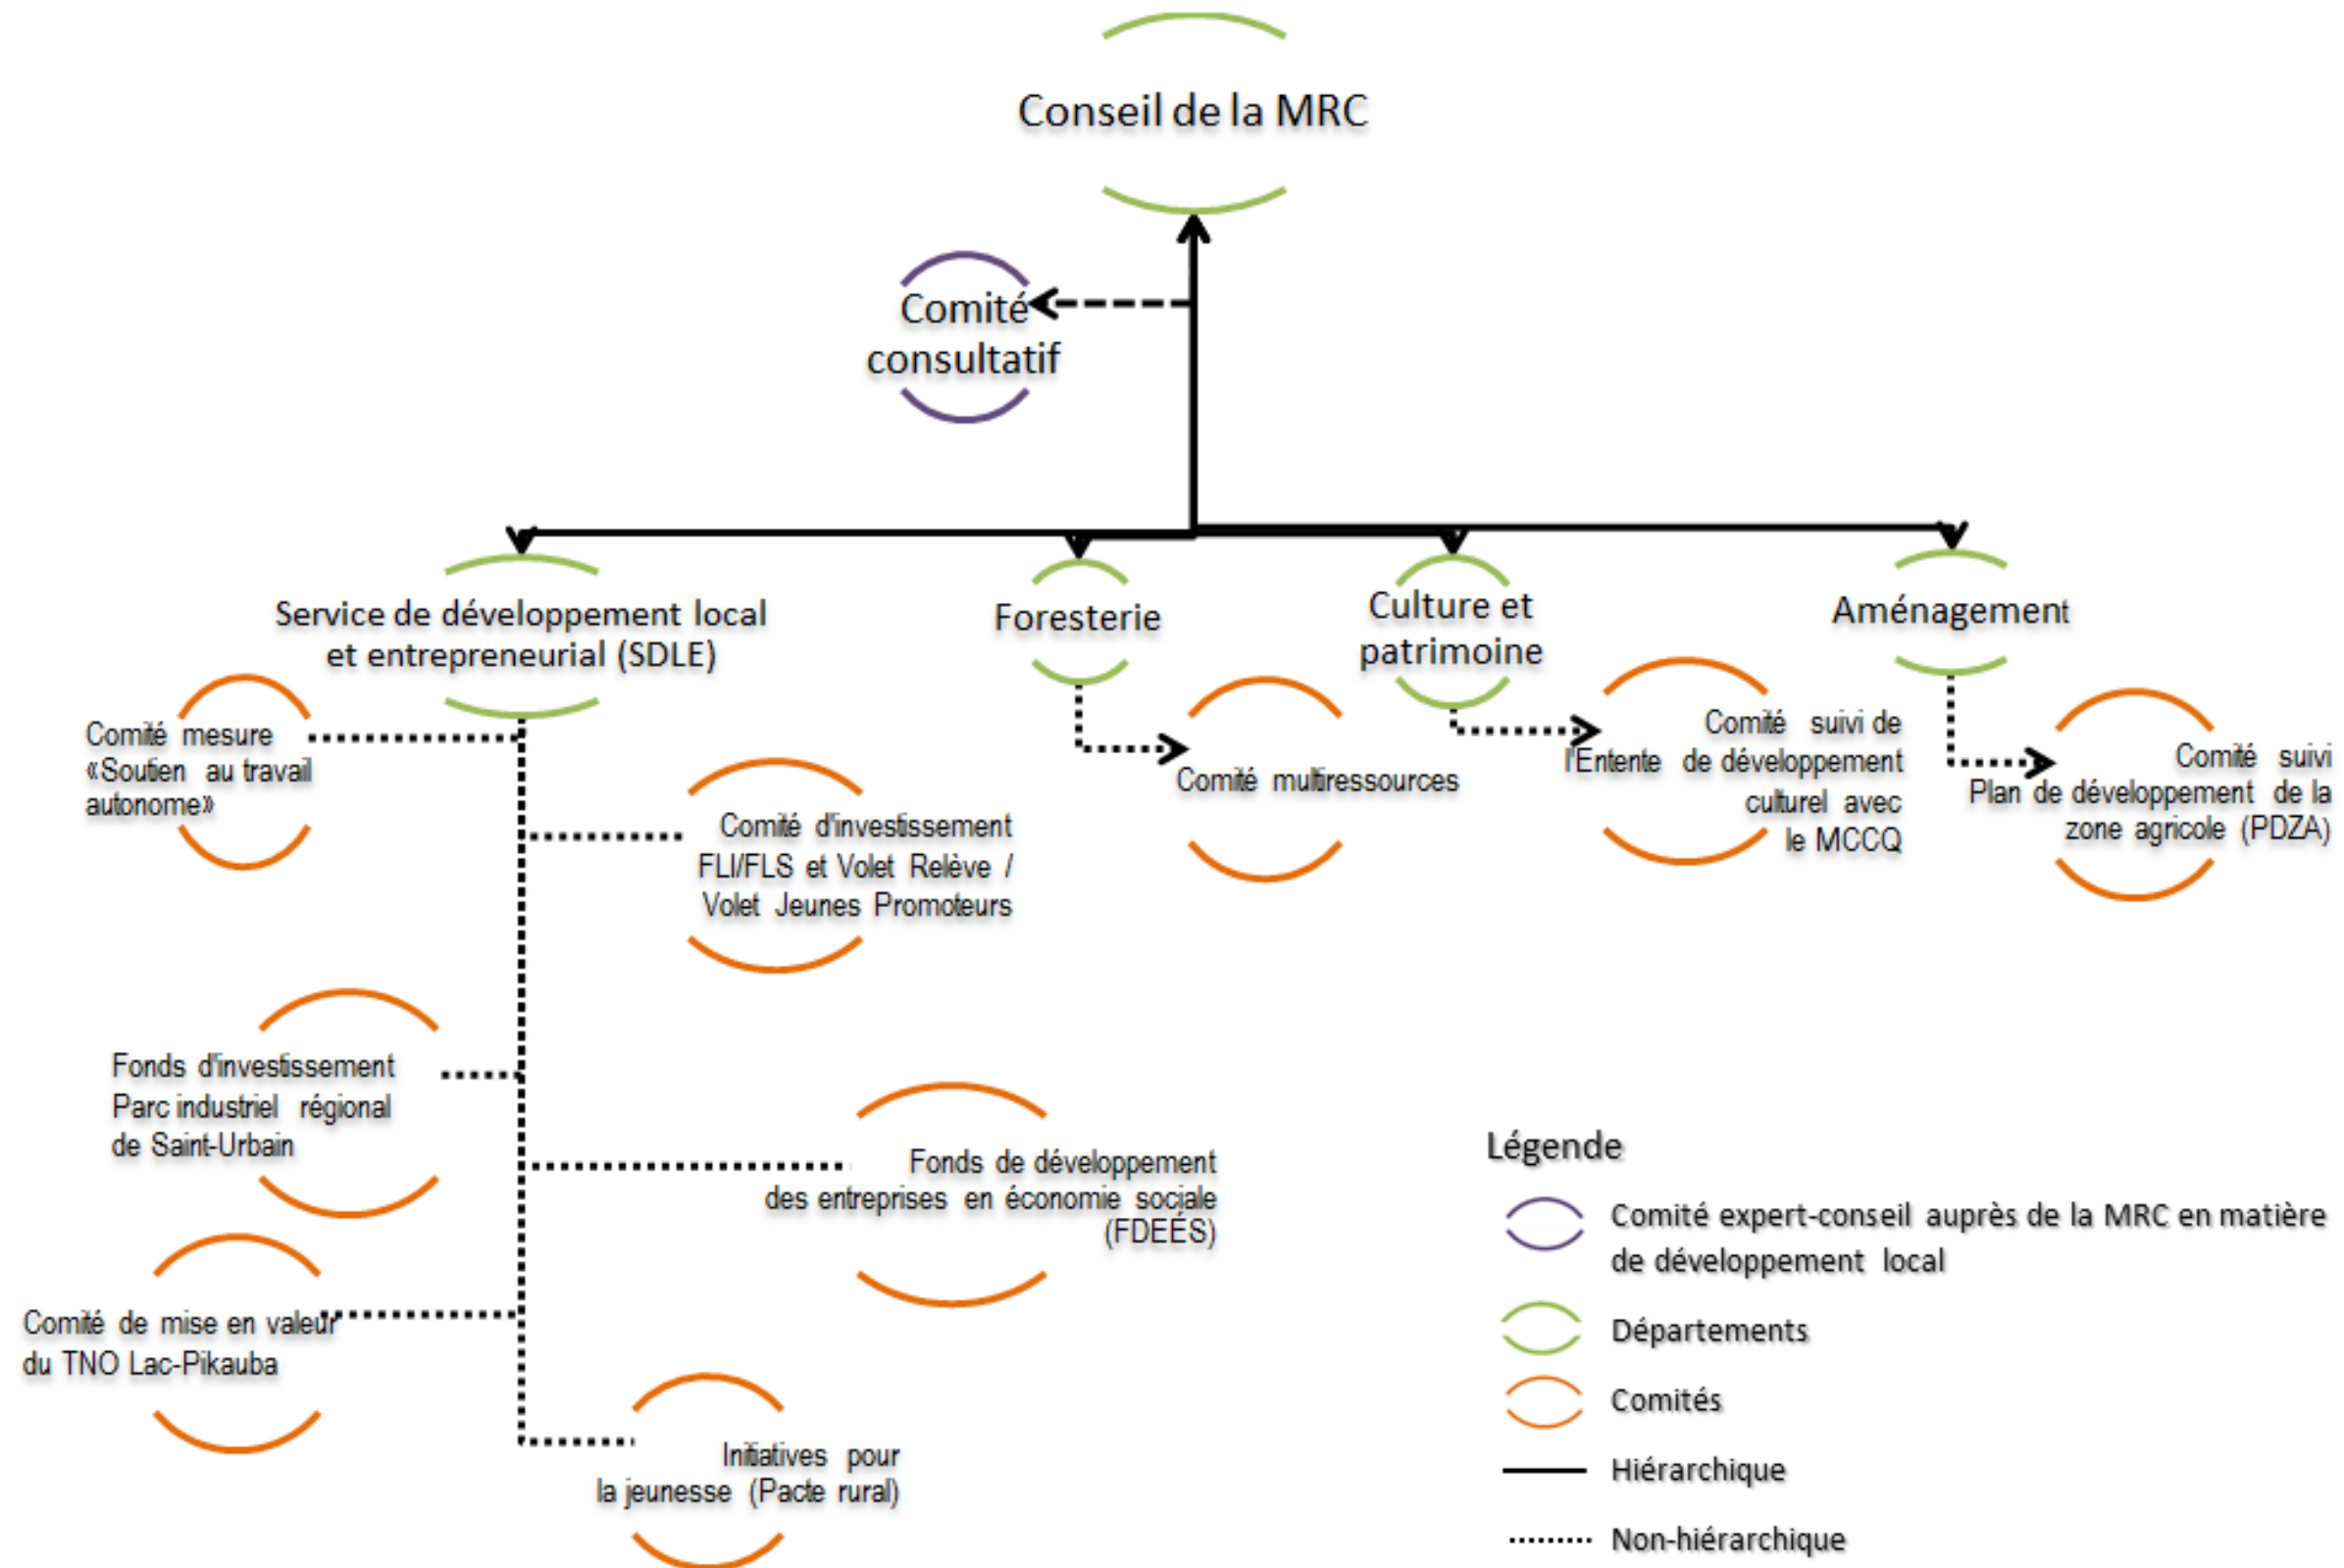 Conseil de la MRC
Comité
consultatif
Service de développement local
et entrepreneurial (SDLE)
Foresterie
Culture et
patrimoine
Aménagement
Comité mesure
«Soutien au travail
autonome»
Comité d'investissement
FLI/FLS et Volet Relève /
Volet Jeunes Promoteurs
Comité multiressources
Comité suivi de
l'Entente de développement
culturel avec
le MCCQ
Comité suivi
Plan de développement de la
zone agricole (PDZA)
Fonds d'investissement
Parc industriel régional
de Saint-Urbain
Fonds de développement
des entreprises en économie sociale
(FDEÉS)
Comité de mise en valeur
du TNO Lac-Pikauba
Initiatives pour
la jeunesse (Pacte rural)
Légende
Comité expert-conseil auprès de la MRC en matière
de développement local
Départements
Comités
Hiérarchique
Non-hiérarchique